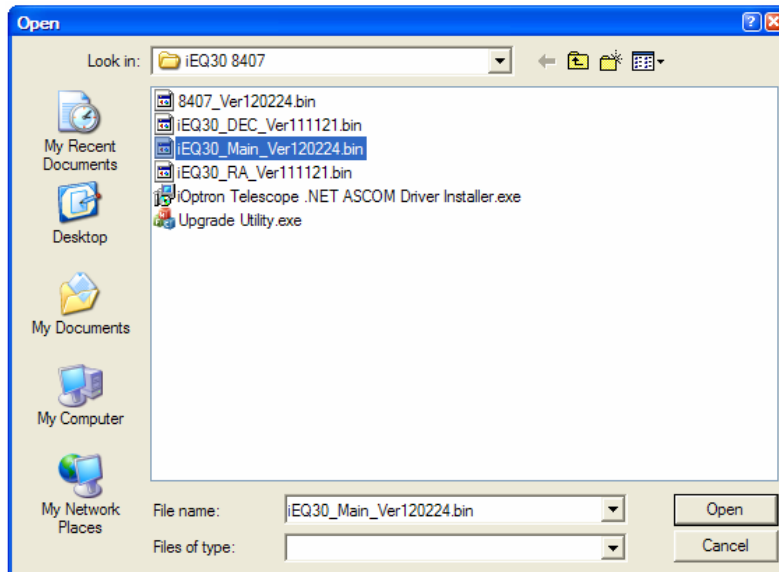 Open
Look in: iEQ30 8407
My Recent
Documents
Desktop
My Documents
My Computer
My Network
Places
8407_Ver120224.bin
iEQ30_DEC_Ver111121.bin
iEQ30_Main_Ver120224.bin
iEQ30_RA_Ver111121.bin
iOptron Telescope .NET ASCOM Driver Installer.exe
Upgrade Utility.exe
File name: iEQ30_Main_Ver120224.bin Open
Files of type: Cancel